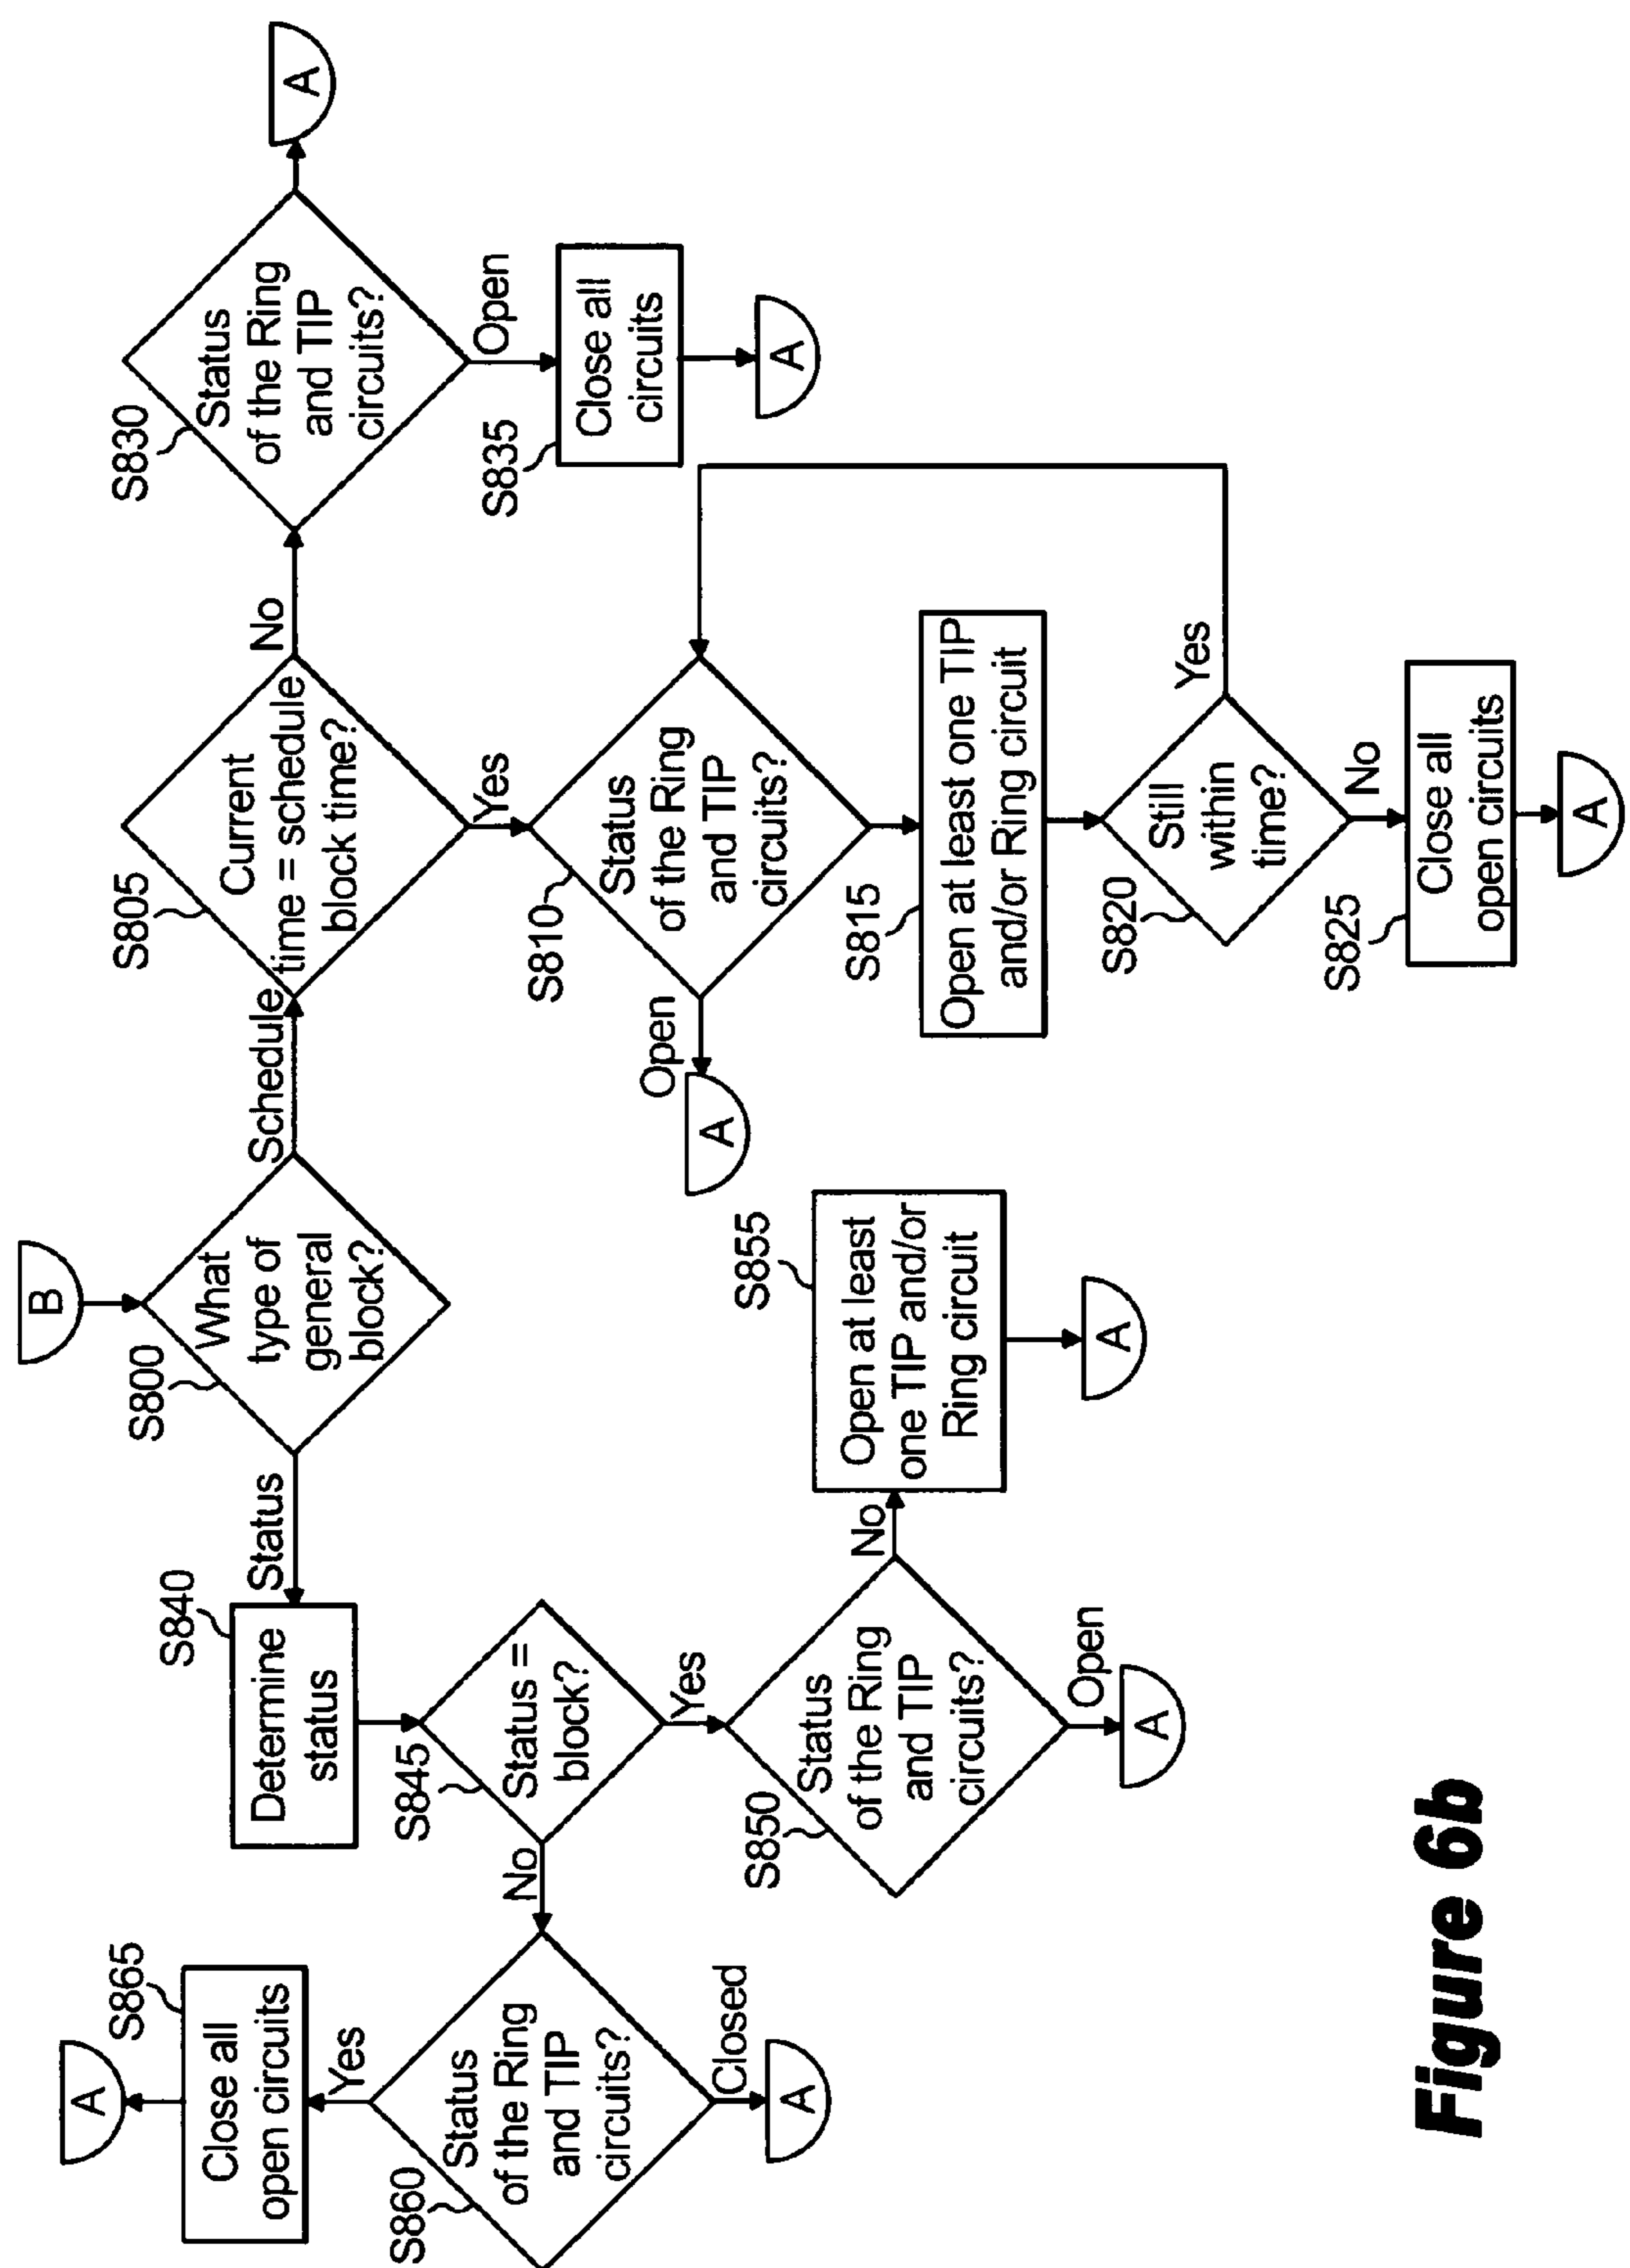 B
S800
What
type of
general
block?
Schedule
Status
S805
Current
time = schedule
block time?
No
Yes
S830
Status
of the Ring
and TIP
circuits?
A
Open
S835
Close all
circuits
A
S810
Status
of the Ring
and TIP
circuits?
Open
A
S815
Open at least one TIP
and/or Ring circuit
S820
Still
within
time?
Yes
No
S825
Close all
open circuits
A
S840
Determine
status
S845
Status =
block?
Yes
No
S850
Status
of the Ring
and TIP
circuits?
No
Open
A
S855
Open at least
one TIP and/or
Ring circuit
A
S860
Status
of the Ring
and TIP
circuits?
Yes
Closed
A
S865
Close all
open circuits
A
Figure 6b